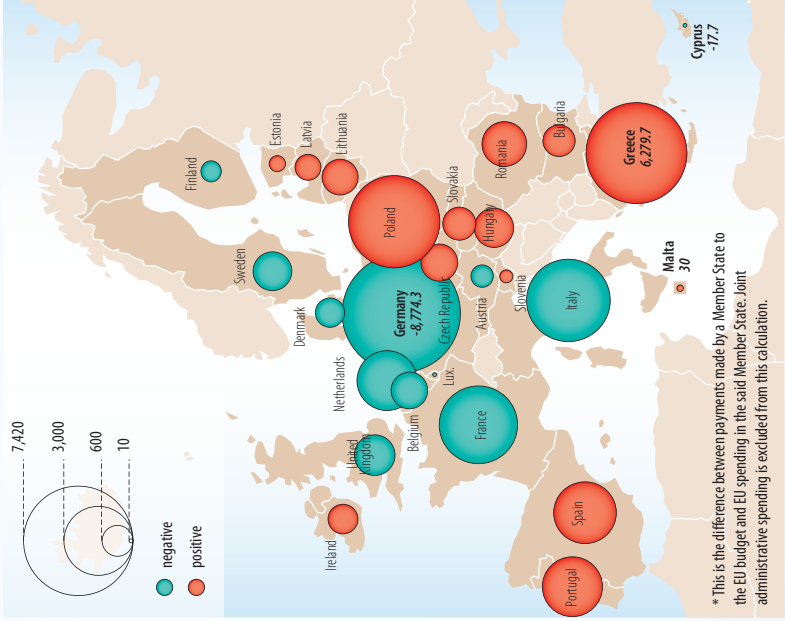 7,420
3,000
600
10
negative
positive
Finland
Estonia
Latvia
Lithuania
Sweden
Denmark
Poland
Slovakia
Hungary
Romania
Bulgaria
Greece
6,279.7
Cyprus
-17.7
Germany
-8,774.3
Czech Republic
Austria
Slovenia
Italy
Malta
30
Netherlands
Belgium
Lux.
France
United
Kingdom
Ireland
Spain
Portugal
* This is the difference between payments made by a Member State to
the EU budget and EU spending in the said Member State. Joint
administrative spending is excluded from this calculation.